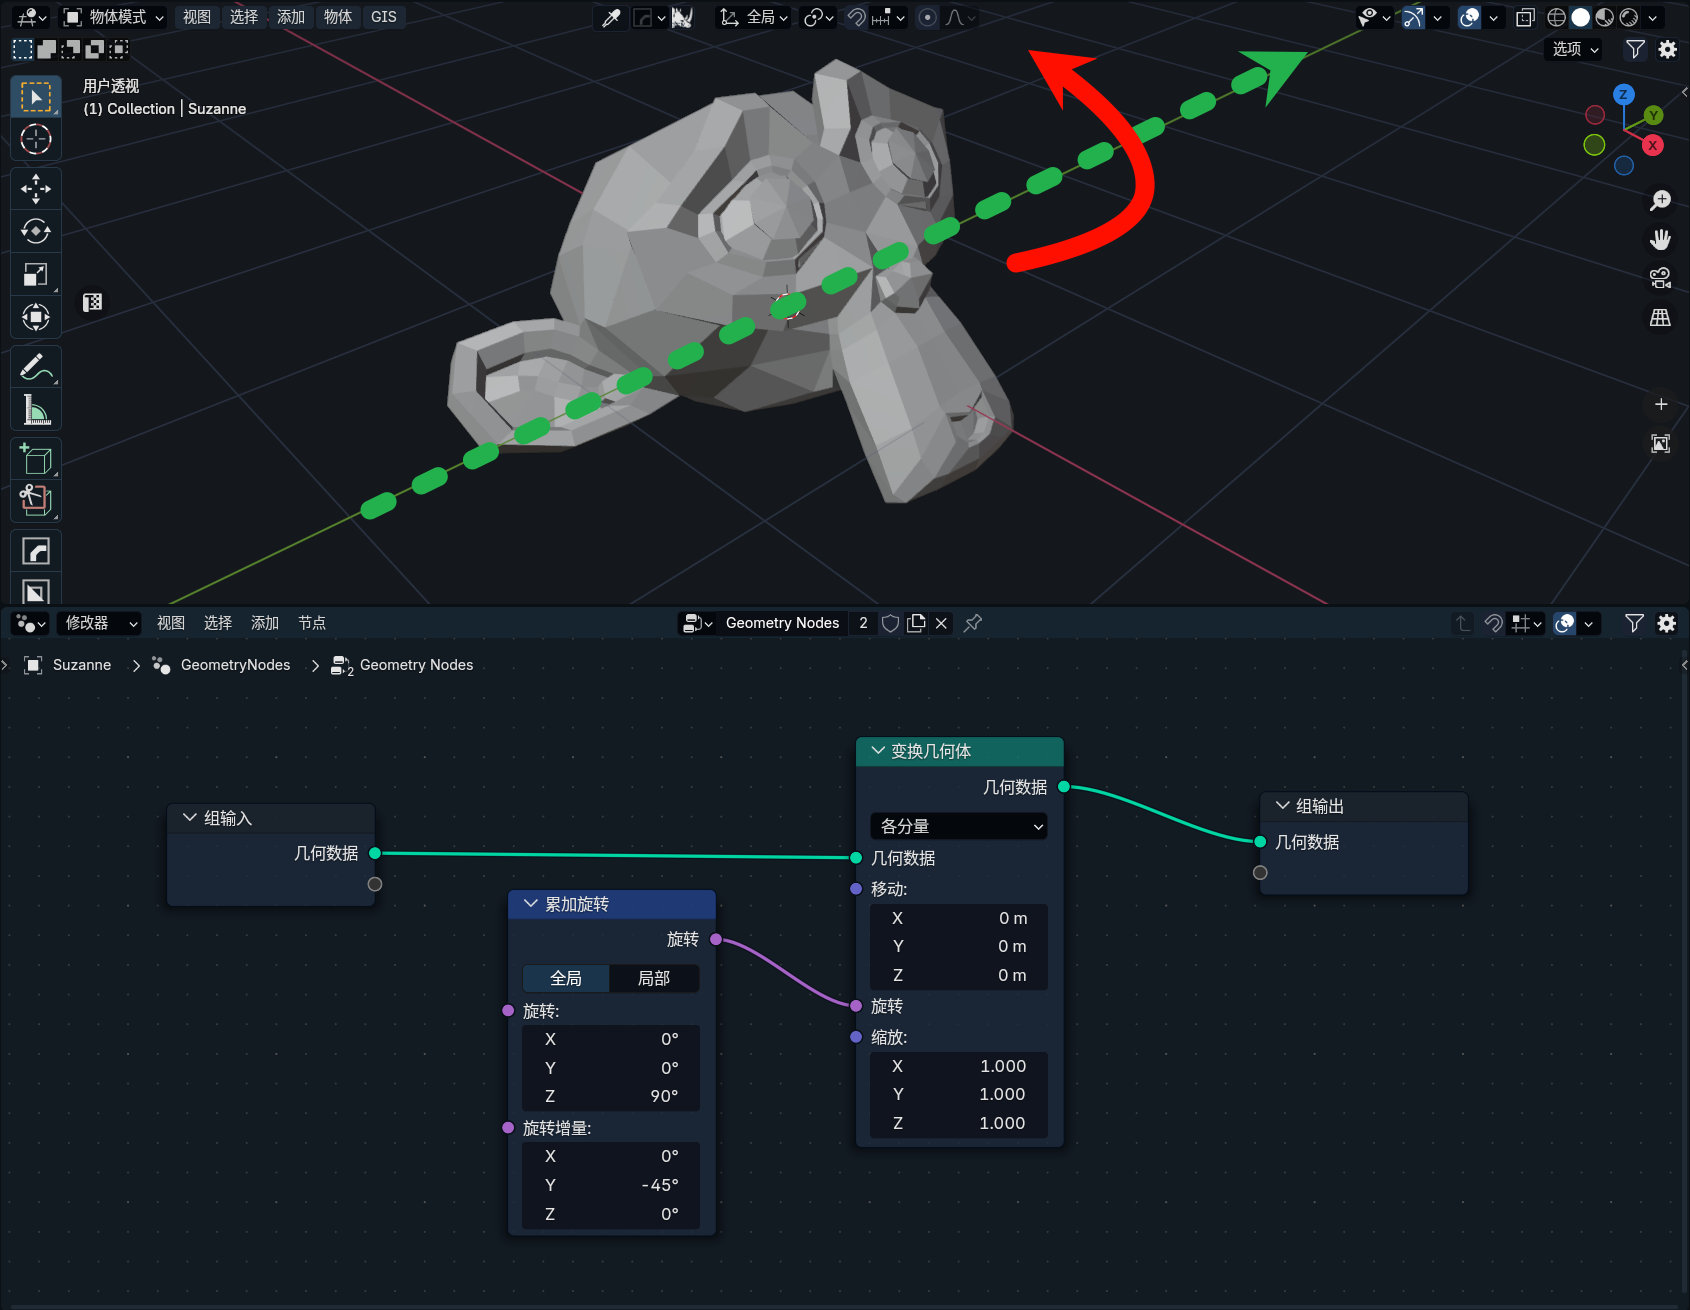 物体模式 视图 选择 添加 物体 GIS 全局
选项
用户透视
(1) Collection | Suzanne
Z
Y
X
修改器 视图 选择 添加 节点 Geometry Nodes 2
Suzanne GeometryNodes 2 Geometry Nodes
变换几何体
几何数据
各分量
几何数据
移动:
X 0 m
Y 0 m
Z 0 m
旋转
缩放:
X 1.000
Y 1.000
Z 1.000
组输入
几何数据
累加旋转
旋转
全局 局部
旋转:
X 0°
Y 0°
Z 90°
旋转增量:
X 0°
Y -45°
Z 0°
组输出
几何数据